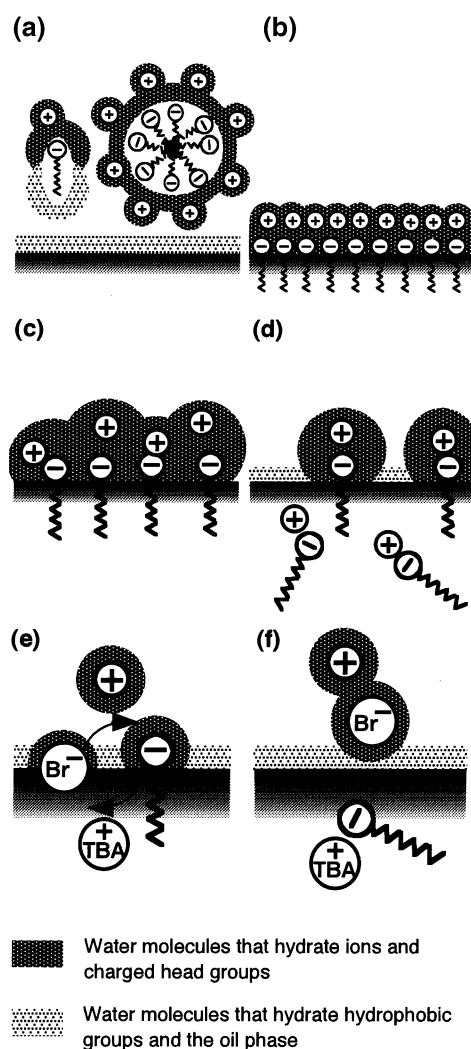 (a)
(b)
+
+
+
+
+
+
+
+
+
−
−
−
−
−
−
−
−
−
+ + + + + + + + +
− − − − − − − − −
(c)
(d)
+ + + +
− − − −
+ +
− −
+ +
− −
(e)
(f)
+
+
Br−
−
Br−
+
TBA
−
+
TBA
Water molecules that hydrate ions and
charged head groups
Water molecules that hydrate hydrophobic
groups and the oil phase